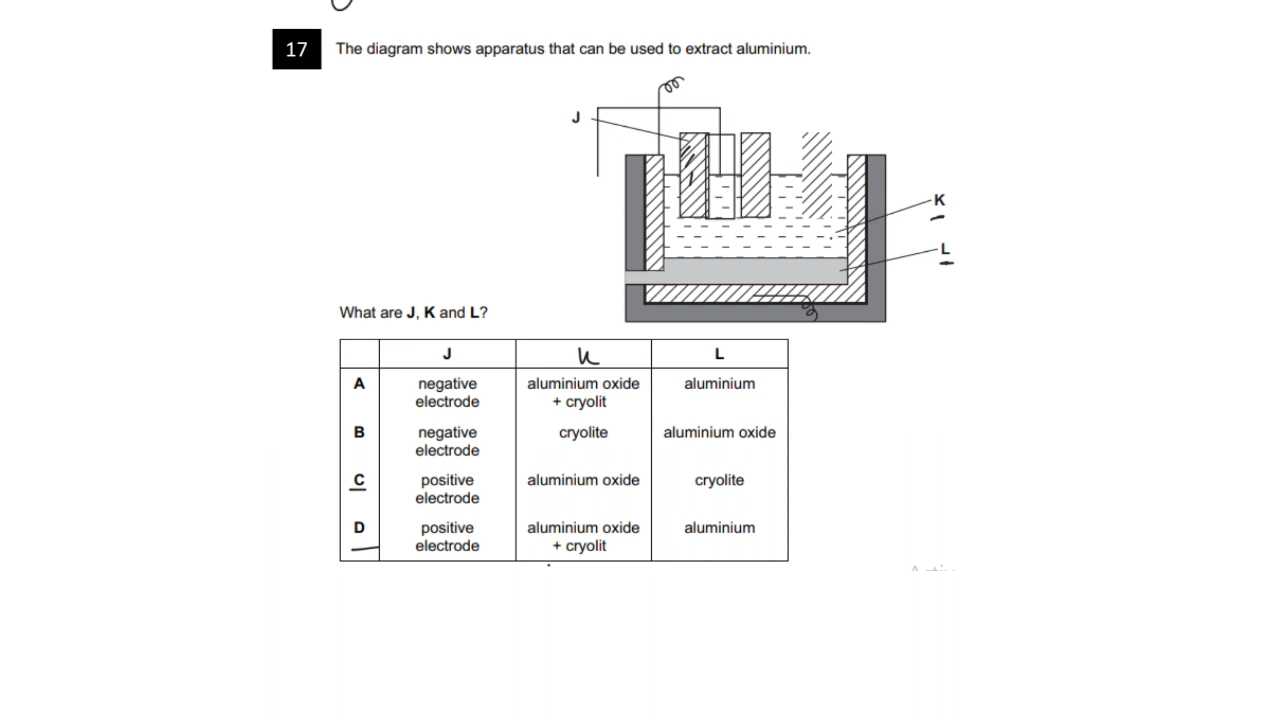 17 The diagram shows apparatus that can be used to extract aluminium.
J
K
L
What are J, K and L?
J K L
A negative electrode aluminium oxide + cryolit aluminium
B negative electrode cryolite aluminium oxide
C positive electrode aluminium oxide cryolite
D positive electrode aluminium oxide + cryolit aluminium